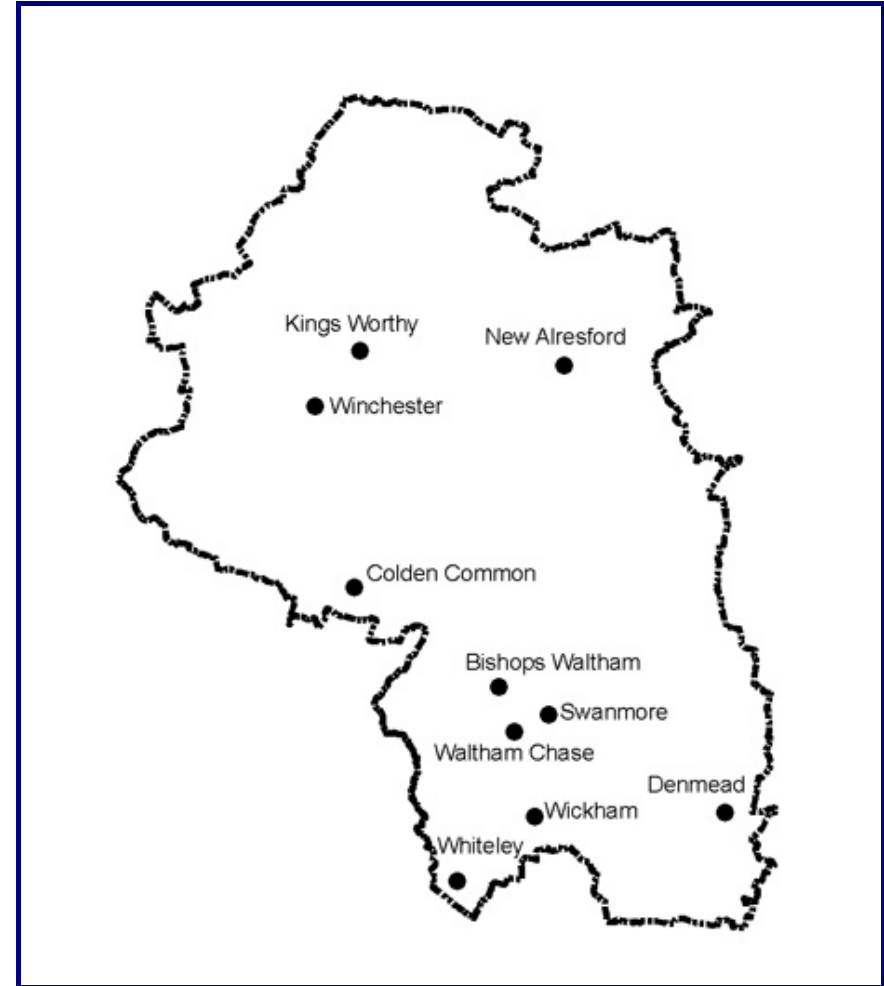 Kings Worthy
New Alresford
Winchester
Colden Common
Bishops Waltham
Swanmore
Waltham Chase
Denmead
Wickham
Whiteley